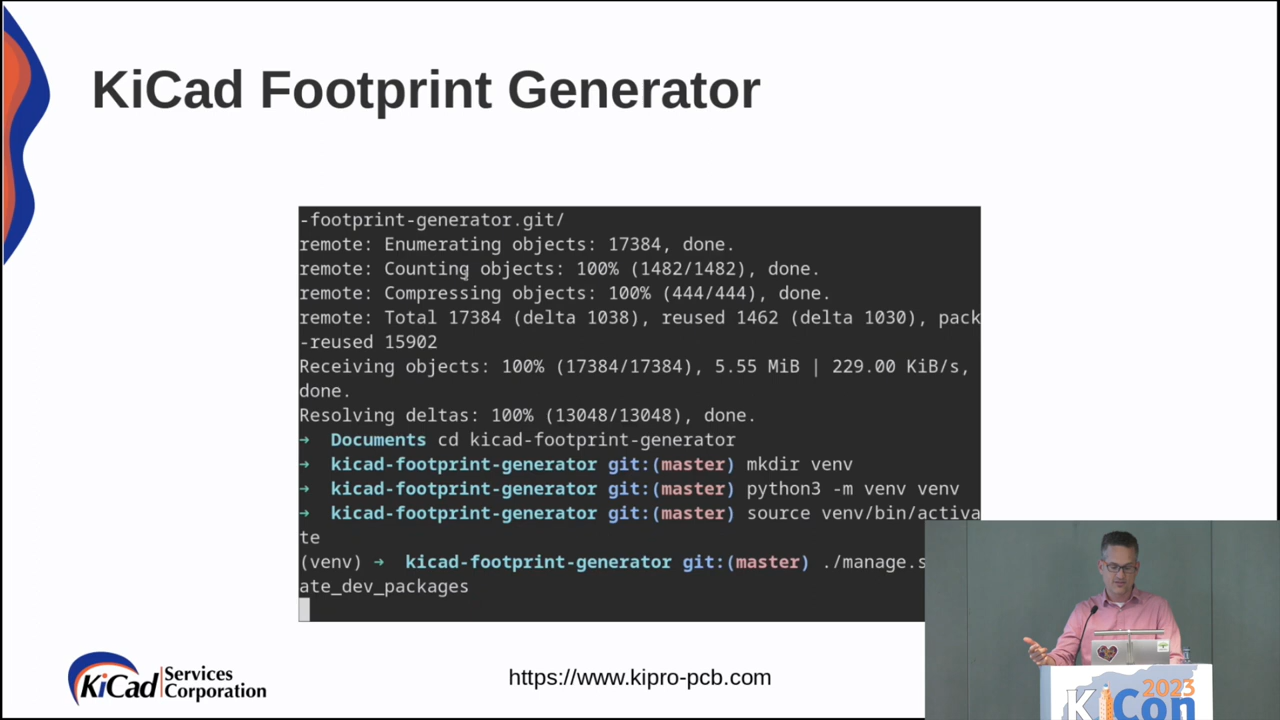 KiCad Footprint Generator
-footprint-generator.git/
remote: Enumerating objects: 17384, done.
remote: Counting objects: 100% (1482/1482), done.
remote: Compressing objects: 100% (444/444), done.
remote: Total 17384 (delta 1038), reused 1462 (delta 1030), pack
-reused 15902
Receiving objects: 100% (17384/17384), 5.55 MiB | 229.00 KiB/s,
done.
Resolving deltas: 100% (13048/13048), done.
→ Documents cd kicad-footprint-generator
→ kicad-footprint-generator git:(master) mkdir venv
→ kicad-footprint-generator git:(master) python3 -m venv venv
→ kicad-footprint-generator git:(master) source venv/bin/activa
te
(venv) → kicad-footprint-generator git:(master) ./manage.s
ate_dev_packages
KiCad Services
Corporation
https://www.kipro-pcb.com
2023
KiCon